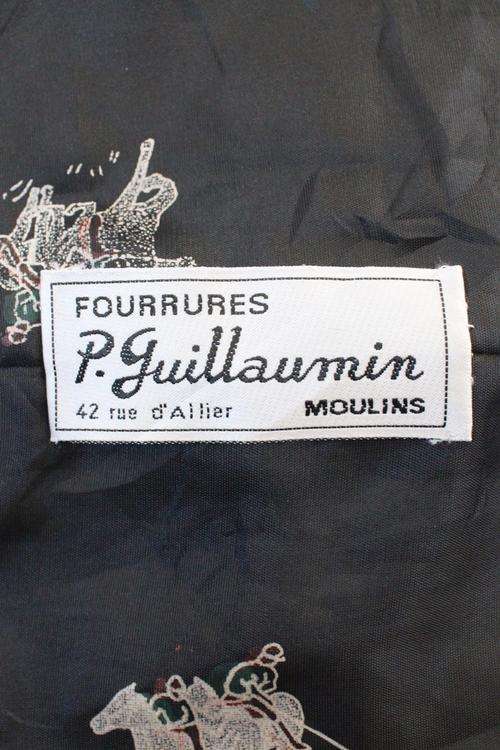 FOURRURES
P. Guillaumin
42 rue d'Allier MOULINS